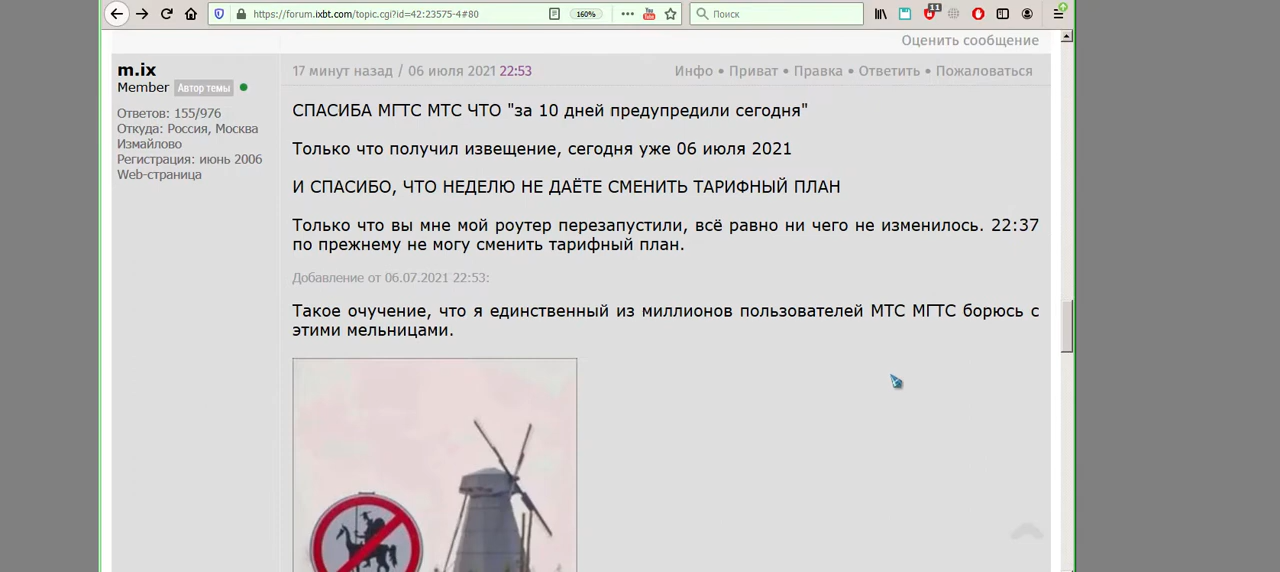 https://forum.ixbt.com/topic.cgi?id=42:23575-4#80
160%
Поиск
11
Оценить сообщение
m.ix
Member Автор темы
Ответов: 155/976
Откуда: Россия, Москва
Измайлово
Регистрация: июнь 2006
Web-страница
17 минут назад / 06 июля 2021 22:53
Инфо • Приват • Правка • Ответить • Пожаловаться
СПАСИБА МГТС МТС ЧТО "за 10 дней предупредили сегодня"
Только что получил извещение, сегодня уже 06 июля 2021
И СПАСИБО, ЧТО НЕДЕЛЮ НЕ ДАЁТЕ СМЕНИТЬ ТАРИФНЫЙ ПЛАН
Только что вы мне мой роутер перезапустили, всё равно ни чего не изменилось. 22:37
по прежнему не могу сменить тарифный план.
Добавление от 06.07.2021 22:53:
Такое очучение, что я единственный из миллионов пользователей МТС МГТС борюсь с
этими мельницами.